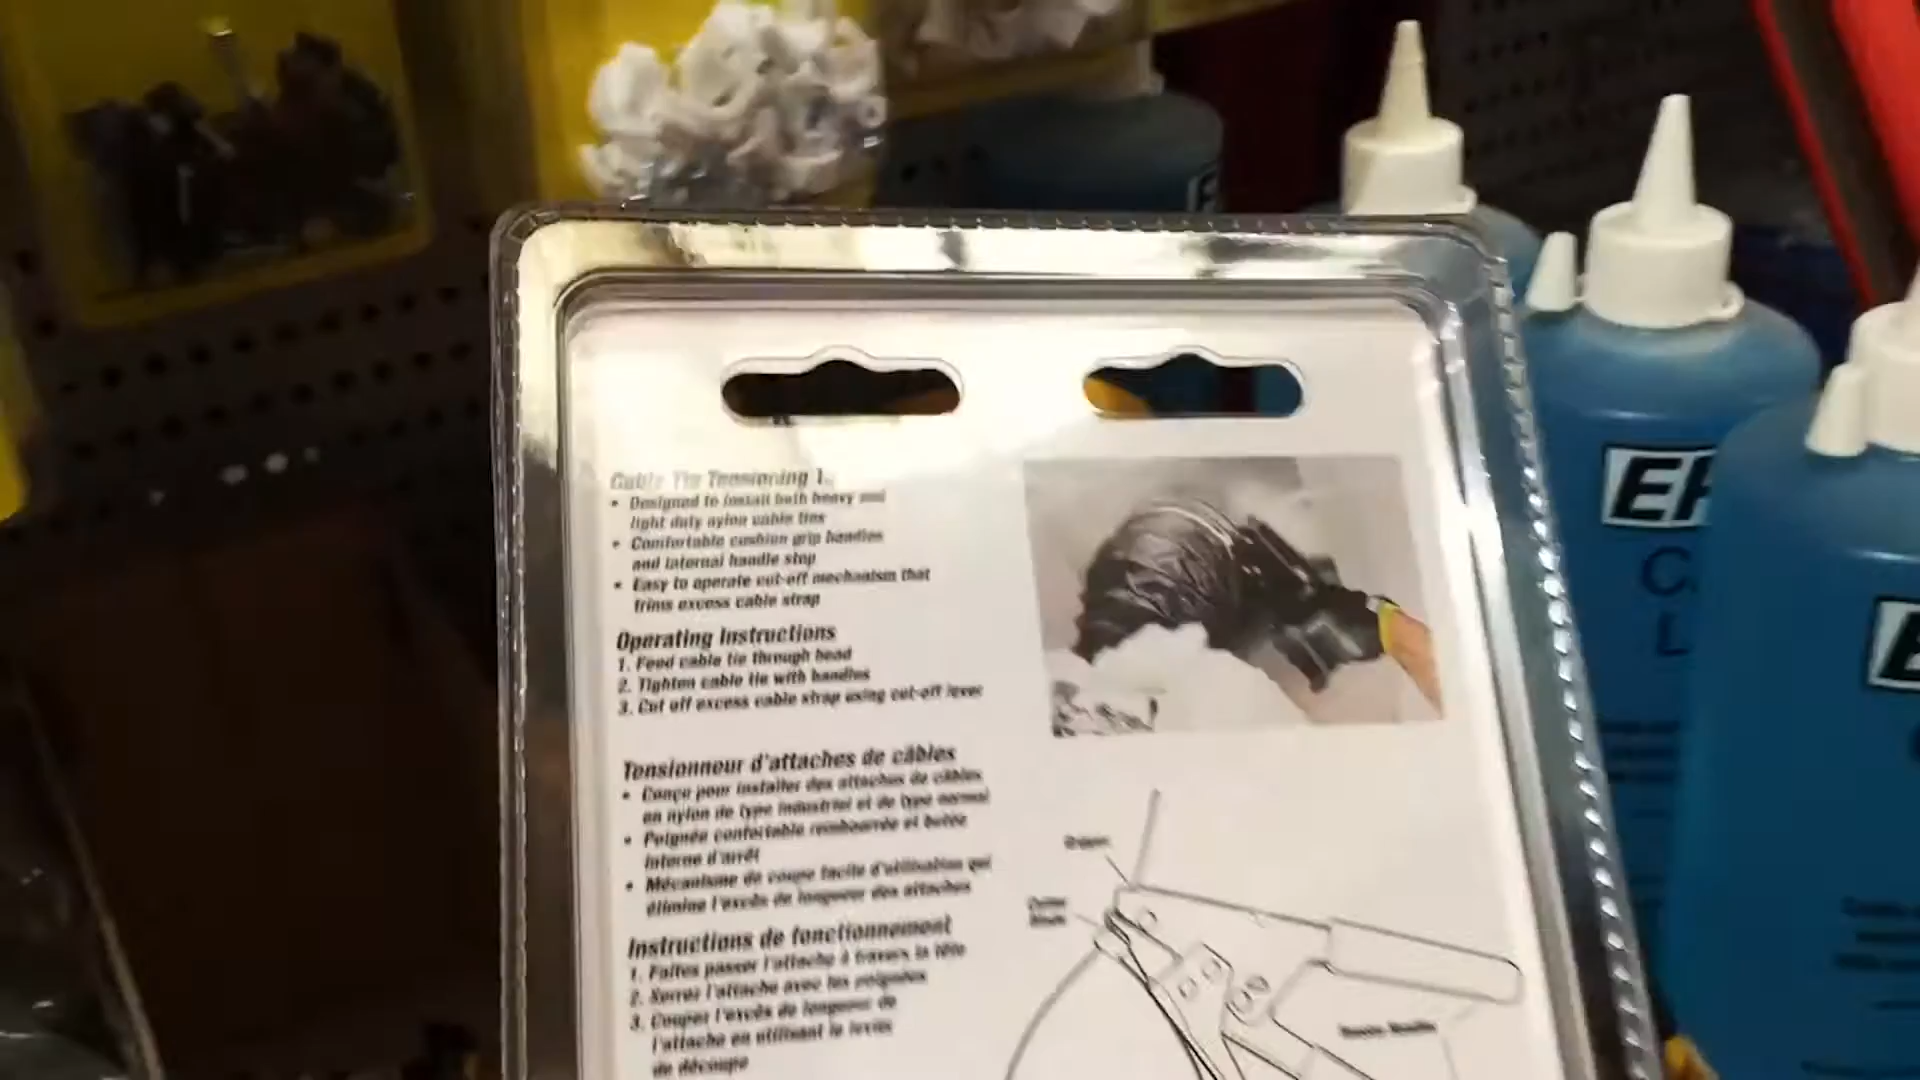 Cable Tie Tensioning
• Designed to install both heavy and
light duty nylon cable ties
• Comfortable cushion grip handles
and internal handle stop
• Easy to operate cut-off mechanism that
trims excess cable strap
Operating Instructions
1. Feed cable tie through head
2. Tighten cable tie with handles
3. Cut off excess cable strap using cut-off lever
Tensionneur d'attaches de câbles
• Conçu pour installer des attaches de câbles
en nylon de type industriel et de type normal
• Poignée confortable rembourrée et butée
interne d'arrêt
• Mécanisme de coupe facile d'utilisation qui
élimine l'excès de longueur des attaches
Instructions de fonctionnement
1. Faites passer l'attache à travers la tête
2. Serrez l'attache avec les poignées
3. Couper l'excès de longueur de
l'attache en utilisant le levier
de découpe